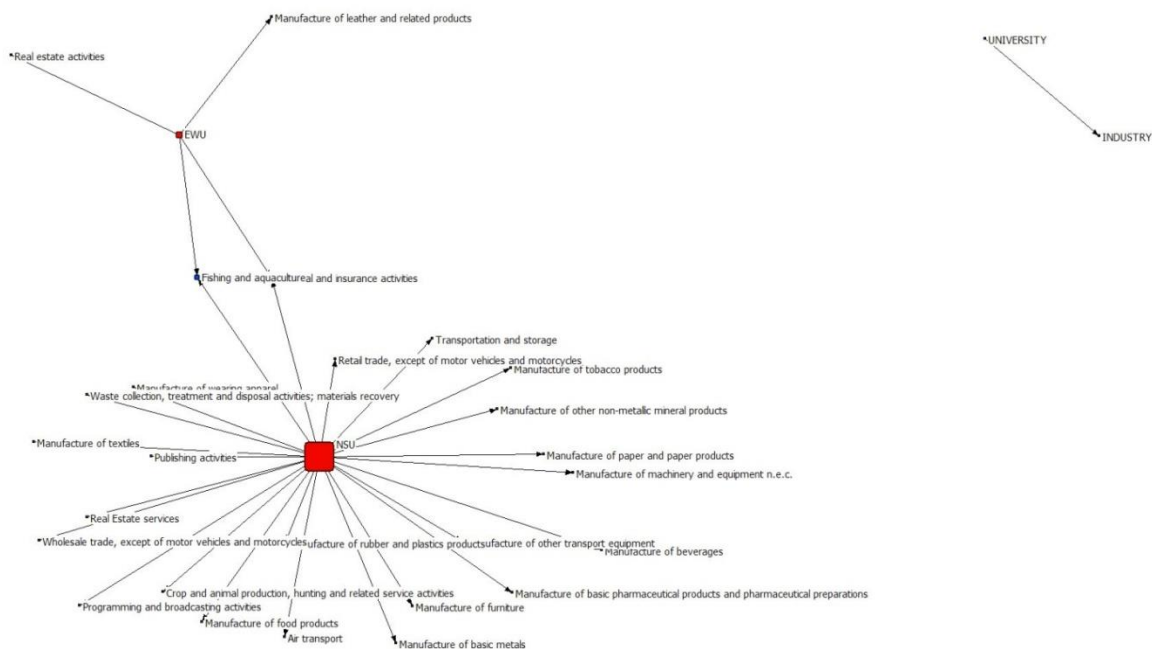 Manufacture of leather and related products
UNIVERSITY
Real estate activities
EWU
INDUSTRY
Fishing and aquacultureal and insurance activities
Transportation and storage
Retail trade, except of motor vehicles and motorcycles
Manufacture of tobacco products
Manufacture of wearing apparel
Waste collection, treatment and disposal activities; materials recovery
Manufacture of other non-metallic mineral products
Manufacture of textiles
NSU
Publishing activities
Manufacture of paper and paper products
Manufacture of machinery and equipment n.e.c.
Real Estate services
Wholesale trade, except of motor vehicles and motorcycles
ufacture of rubber and plastics products
ufacture of other transport equipment
Manufacture of beverages
Crop and animal production, hunting and related service activities
Manufacture of basic pharmaceutical products and pharmaceutical preparations
Programming and broadcasting activities
Manufacture of furniture
Manufacture of food products
Air transport
Manufacture of basic metals